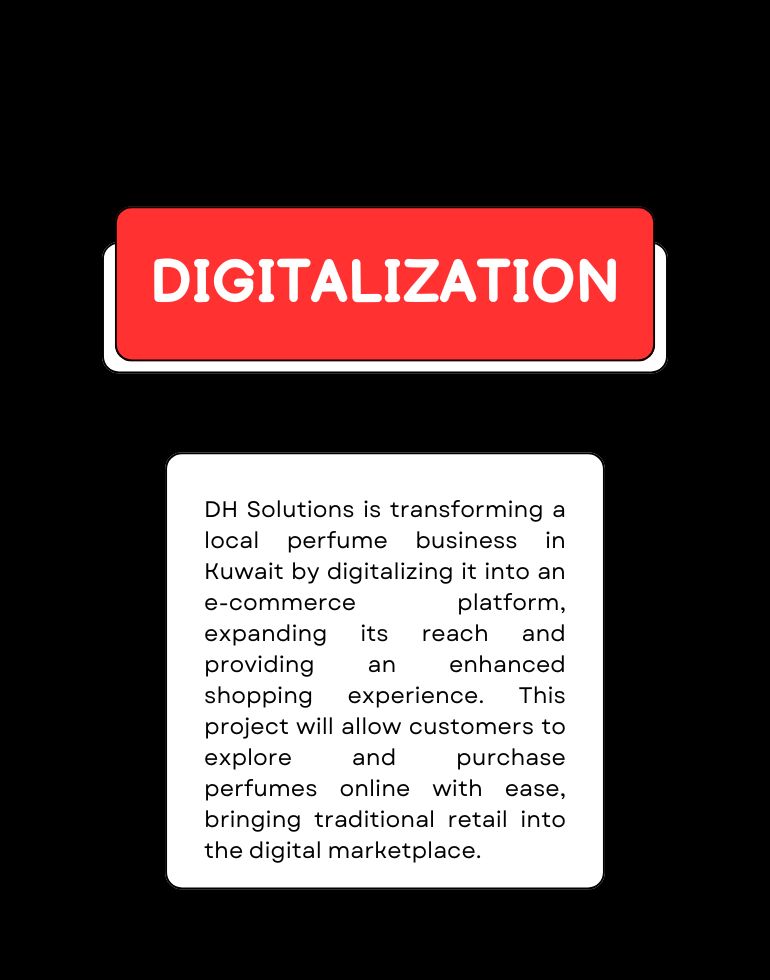 DIGITALIZATION
DH Solutions is transforming a
local perfume business in
Kuwait by digitalizing it into an
e-commerce platform,
expanding its reach and
providing an enhanced
shopping experience. This
project will allow customers to
explore and purchase
perfumes online with ease,
bringing traditional retail into
the digital marketplace.